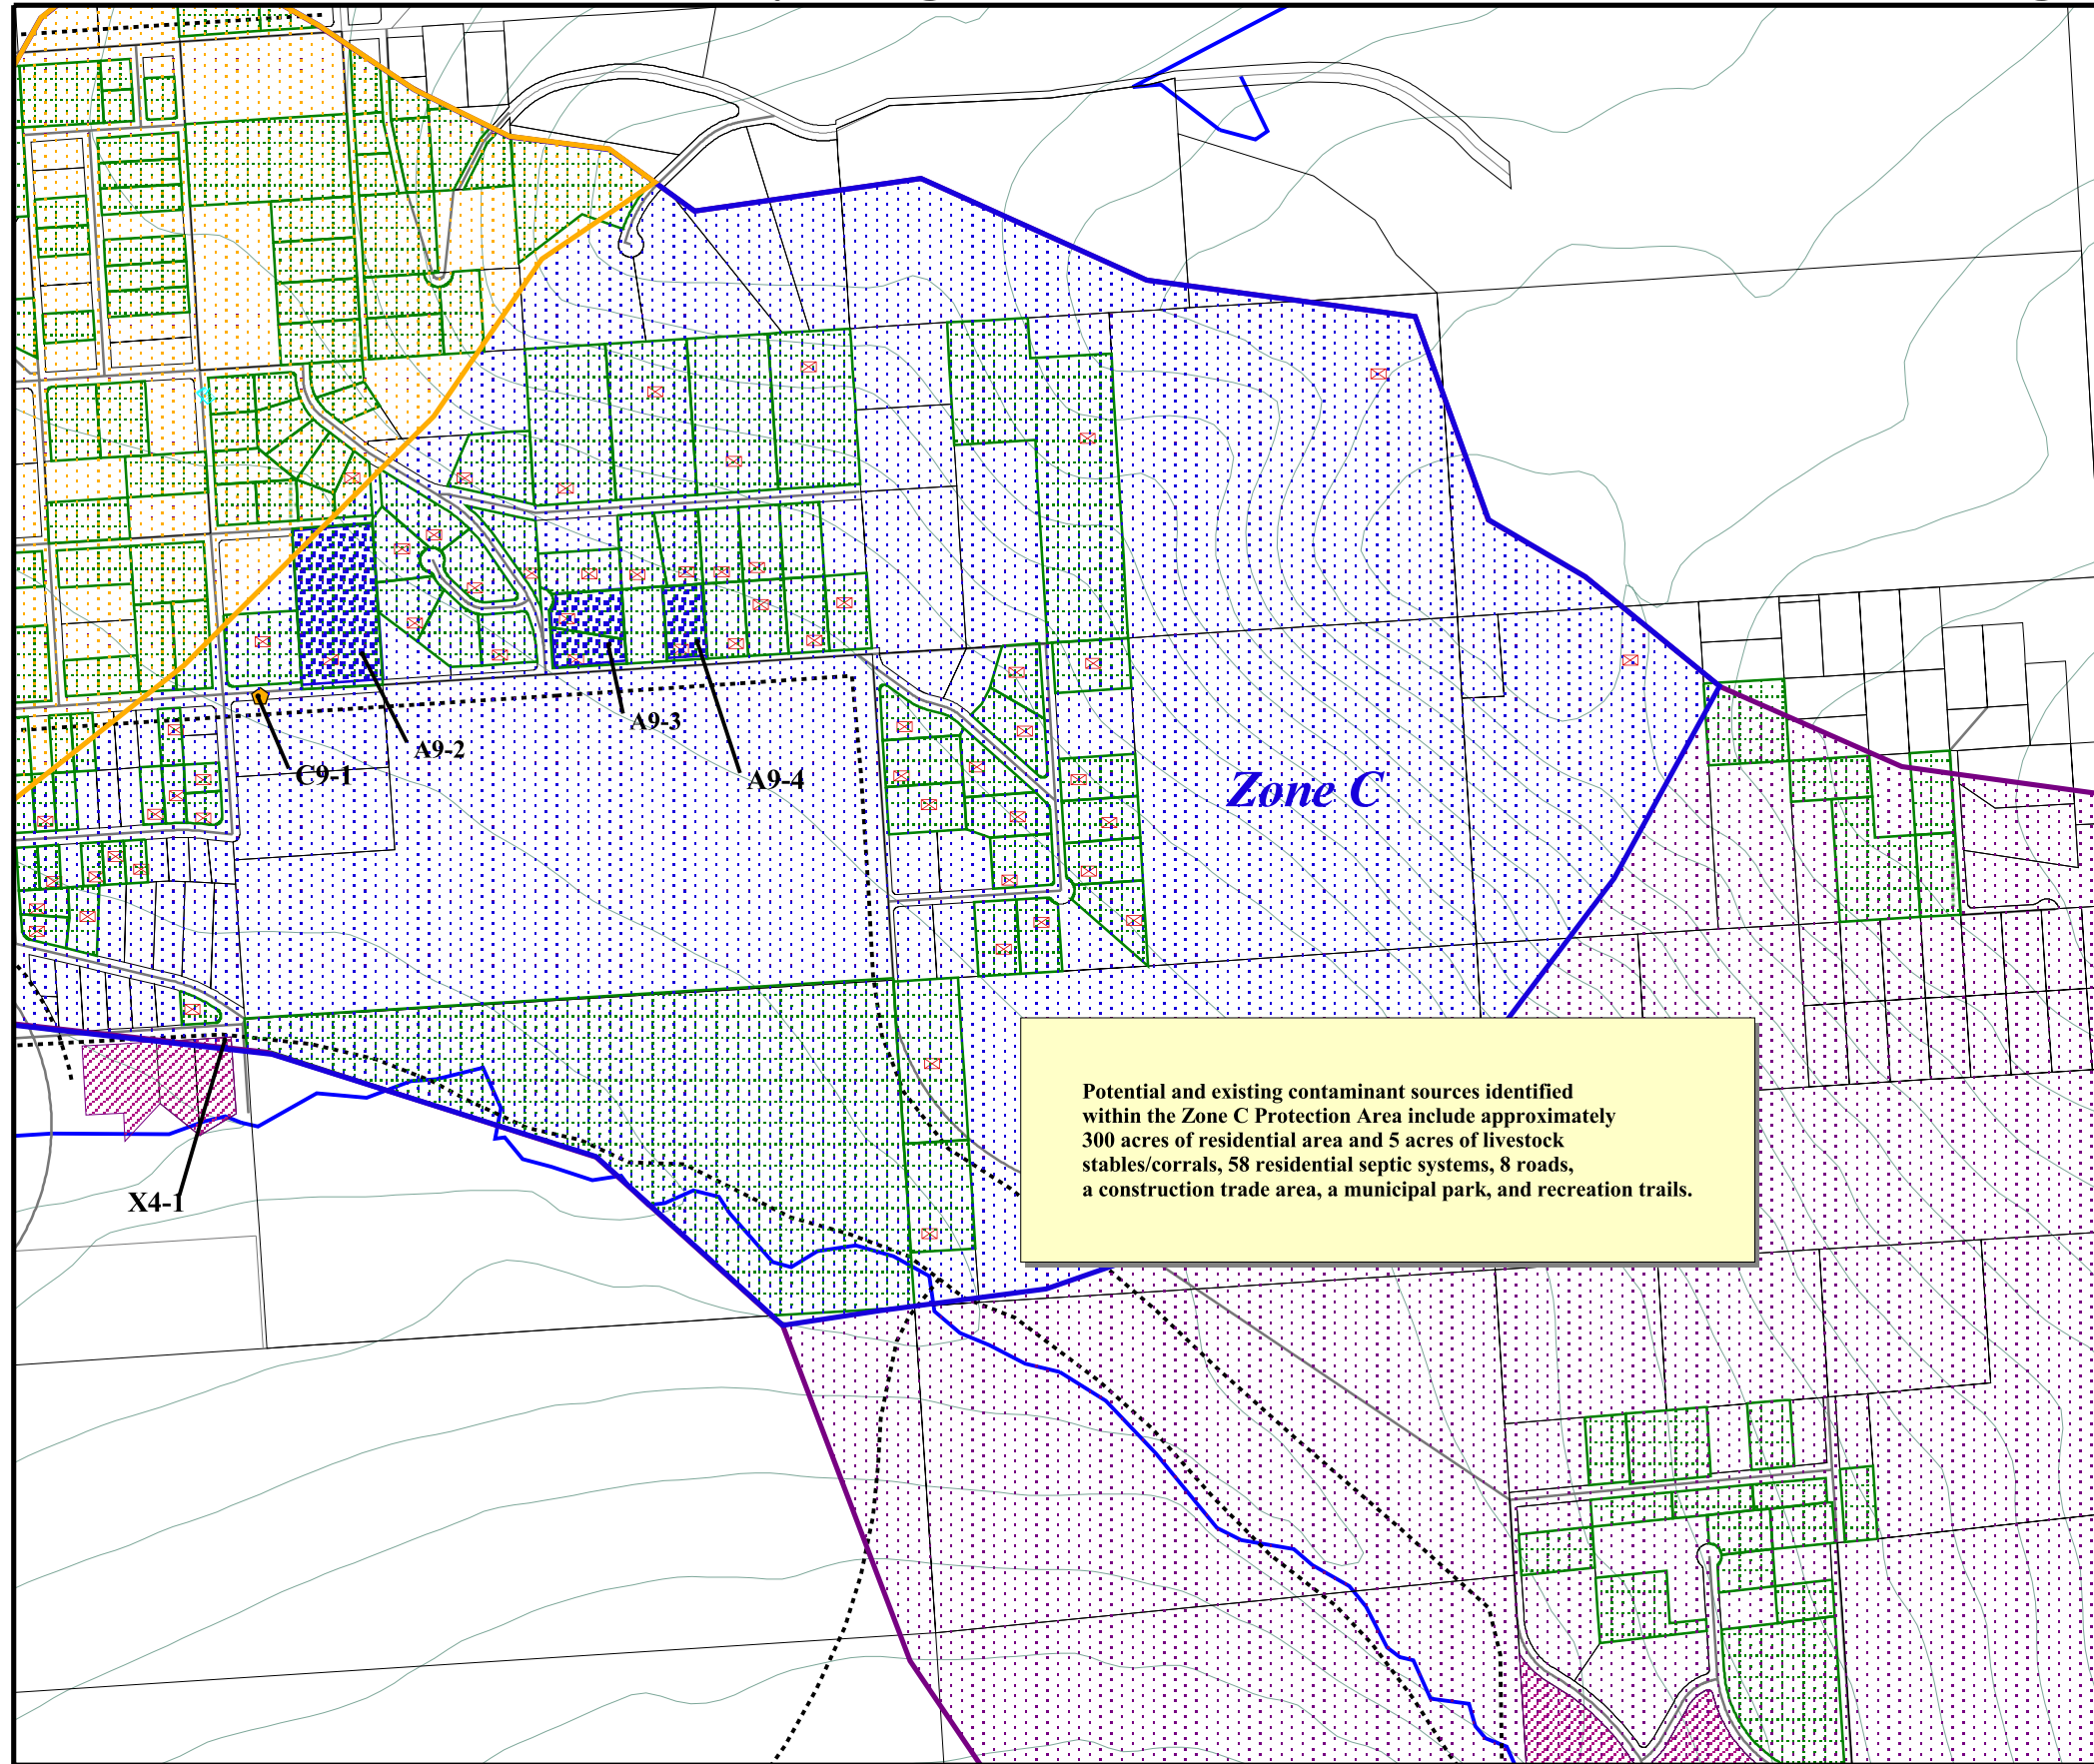 A9-3
A9-2
C9-1
A9-4
Zone C
Potential and existing contaminant sources identified
within the Zone C Protection Area include approximately
300 acres of residential area and 5 acres of livestock
stables/corrals, 58 residential septic systems, 8 roads,
a construction trade area, a municipal park, and recreation trails.
X4-1